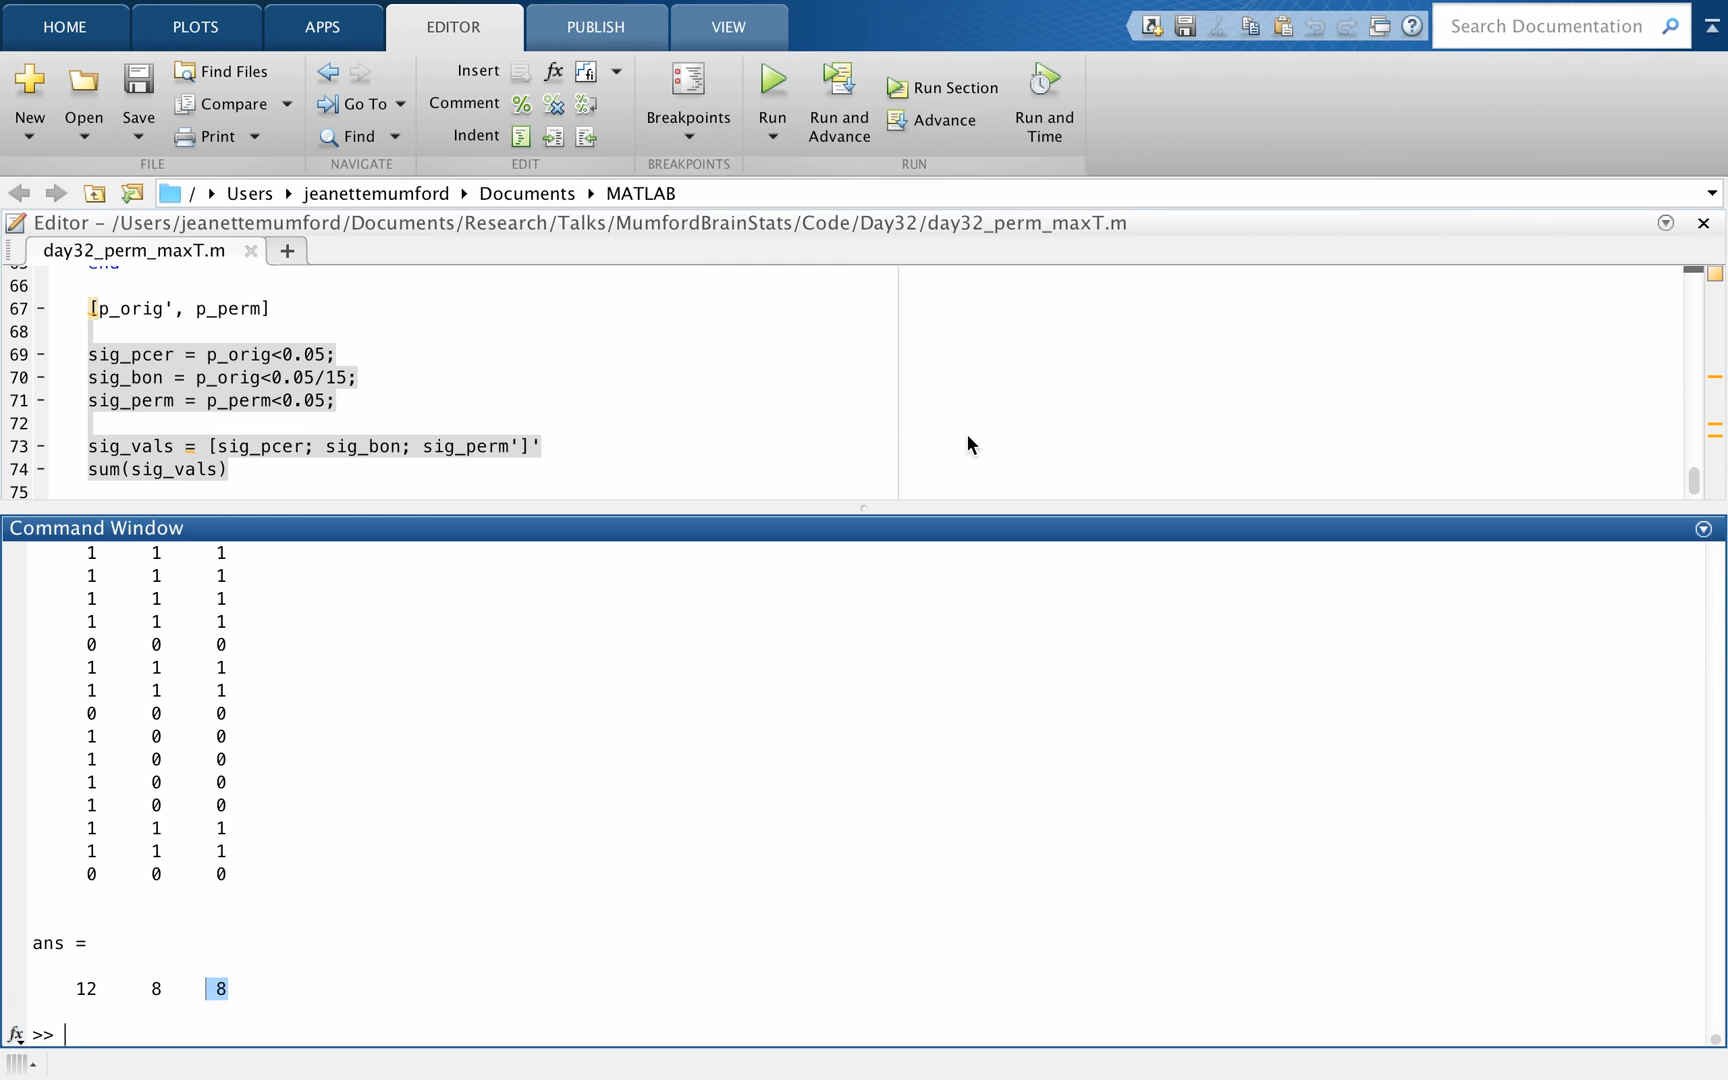 HOME PLOTS APPS EDITOR PUBLISH VIEW Search Documentation
New Open Save Find Files Compare Print
Go To Find
Insert Comment Indent
Breakpoints
Run Run and Advance Run Section Advance Run and Time
FILE NAVIGATE EDIT BREAKPOINTS RUN
/ Users jeanettemumford Documents MATLAB
Editor – /Users/jeanettemumford/Documents/Research/Talks/MumfordBrainStats/Code/Day32/day32_perm_maxT.m
day32_perm_maxT.m
65 end
66
67 – [p_orig', p_perm]
68
69 – sig_pcer = p_orig<0.05;
70 – sig_bon = p_orig<0.05/15;
71 – sig_perm = p_perm<0.05;
72
73 – sig_vals = [sig_pcer; sig_bon; sig_perm']'
74 – sum(sig_vals)
75
Command Window
1 1 1
1 1 1
1 1 1
1 1 1
0 0 0
1 1 1
1 1 1
0 0 0
1 0 0
1 0 0
1 0 0
1 0 0
1 1 1
1 1 1
0 0 0
ans =
12 8 8
fx >>